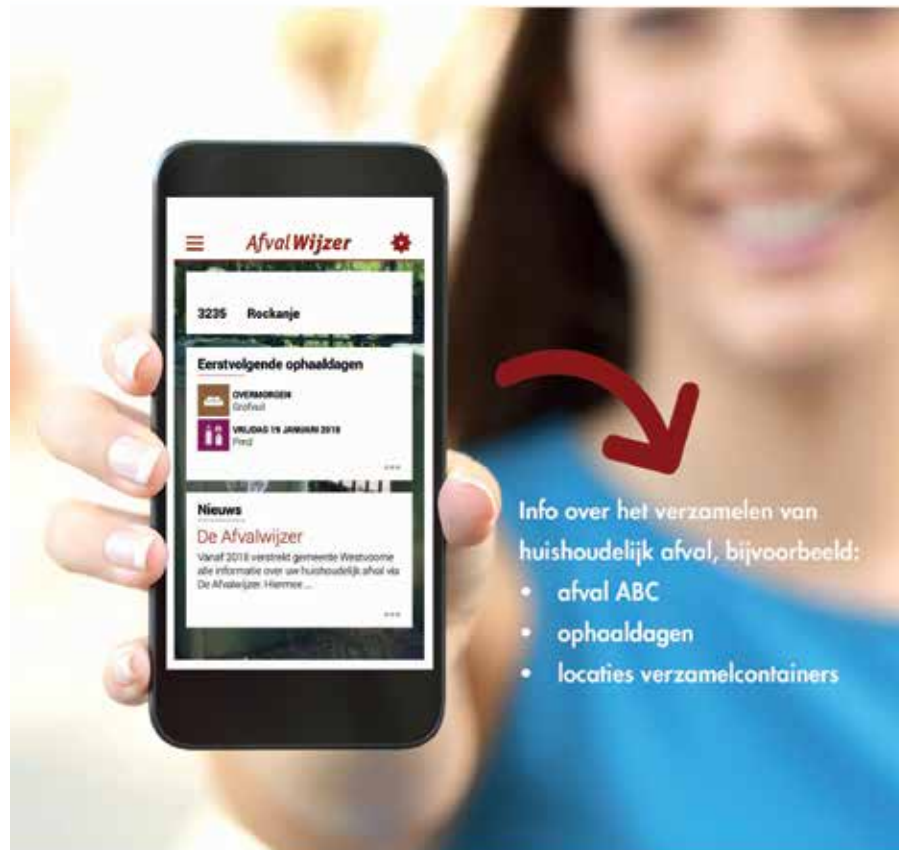 AfvalWijzer
3235 Rockanje
Eerstvolgende ophaaldagen
OVERMORGEN
Grofvuil
VRIJDAG 19 JANUARI 2018
Pmd
Nieuws
De Afvalwijzer
Vanaf 2018 verstrekt gemeente Westvoorne
alle informatie over uw huishoudelijk afval via
De Afvalwijzer. Hiermee ...
Info over het verzamelen van
huishoudelijk afval, bijvoorbeeld:
• afval ABC
• ophaaldagen
• locaties verzamelcontainers